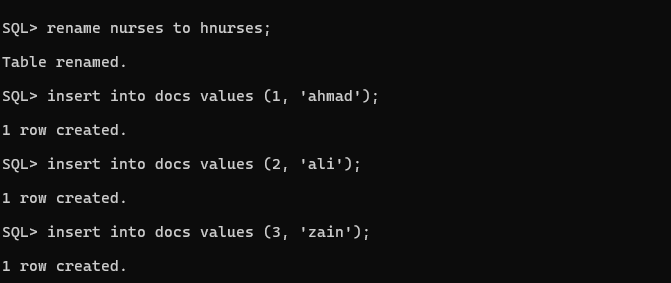 SQL> rename nurses to hnurses;
Table renamed.
SQL> insert into docs values (1, 'ahmad');
1 row created.
SQL> insert into docs values (2, 'ali');
1 row created.
SQL> insert into docs values (3, 'zain');
1 row created.